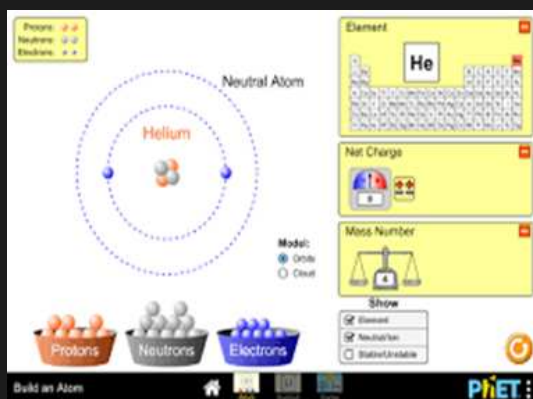 Protons:
Neutrons:
Electrons:
Neutral Atom
Helium
Element
He
Net Charge
0
Mass Number
4
Model:
Orbits
Cloud
Show
Element
Neutral/Ion
Stable/Unstable
Protons
Neutrons
Electrons
Build an Atom
PhET